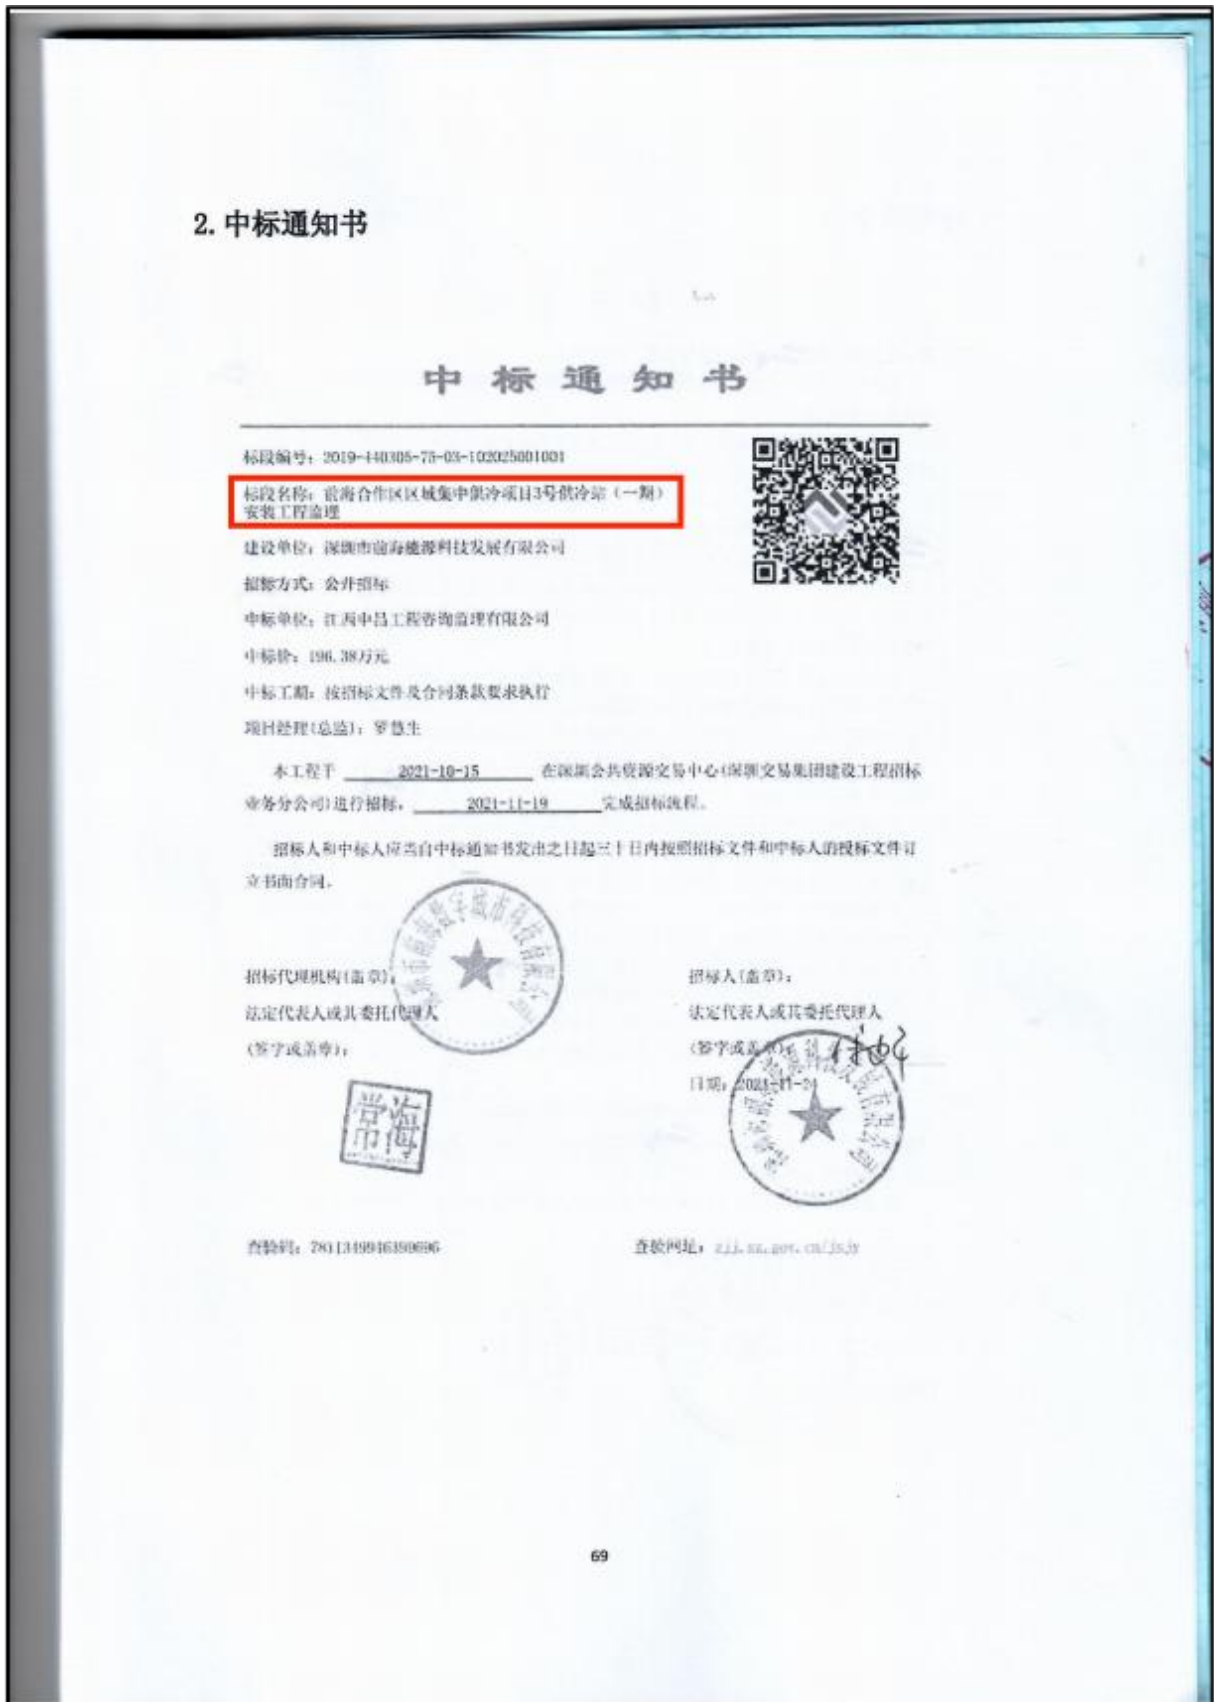 2. 中标通知书
中标通知书
标段编号：2019-440305-75-03-102025001001
标段名称：前海合作区区域集中供冷项目3号供冷站（一期）
安装工程监理
建设单位：深圳市前海能源科技发展有限公司
招标方式：公开招标
中标单位：江西中昌工程咨询监理有限公司
中标价：196.38万元
中标工期：按招标文件及合同条款要求执行
项目经理(总监)：罗慧生
本工程于 2021-10-15 在深圳公共资源交易中心(深圳交易集团建设工程招标
业务分公司)进行招标，2021-11-19 完成招标流程。
招标人和中标人应当自中标通知书发出之日起三十日内按照招标文件和中标人的投标文件订
立书面合同。
招标代理机构(盖章)：
法定代表人或其委托代理人
(签字或盖章)：
招标人(盖章)：
法定代表人或其委托代理人
(签字或盖章)：
日期：2021-11-24
查验码：7811349946399696
查验网址：zjj.sz.gov.cn/jsjy
69